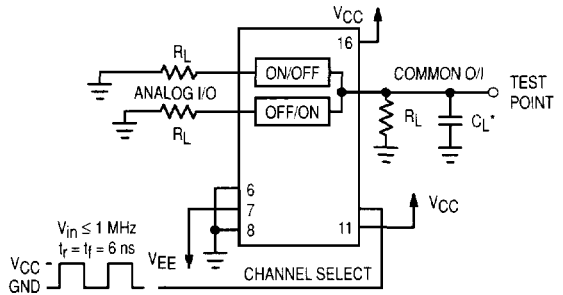 VCC
16
RL
ON/OFF
COMMON O/I
TEST
POINT
ANALOG I/O
OFF/ON
RL
RL
CL*
6
7
8
11
VCC
Vin ≤ 1 MHz
tr = tf = 6 ns
VCC
GND
VEE
CHANNEL SELECT